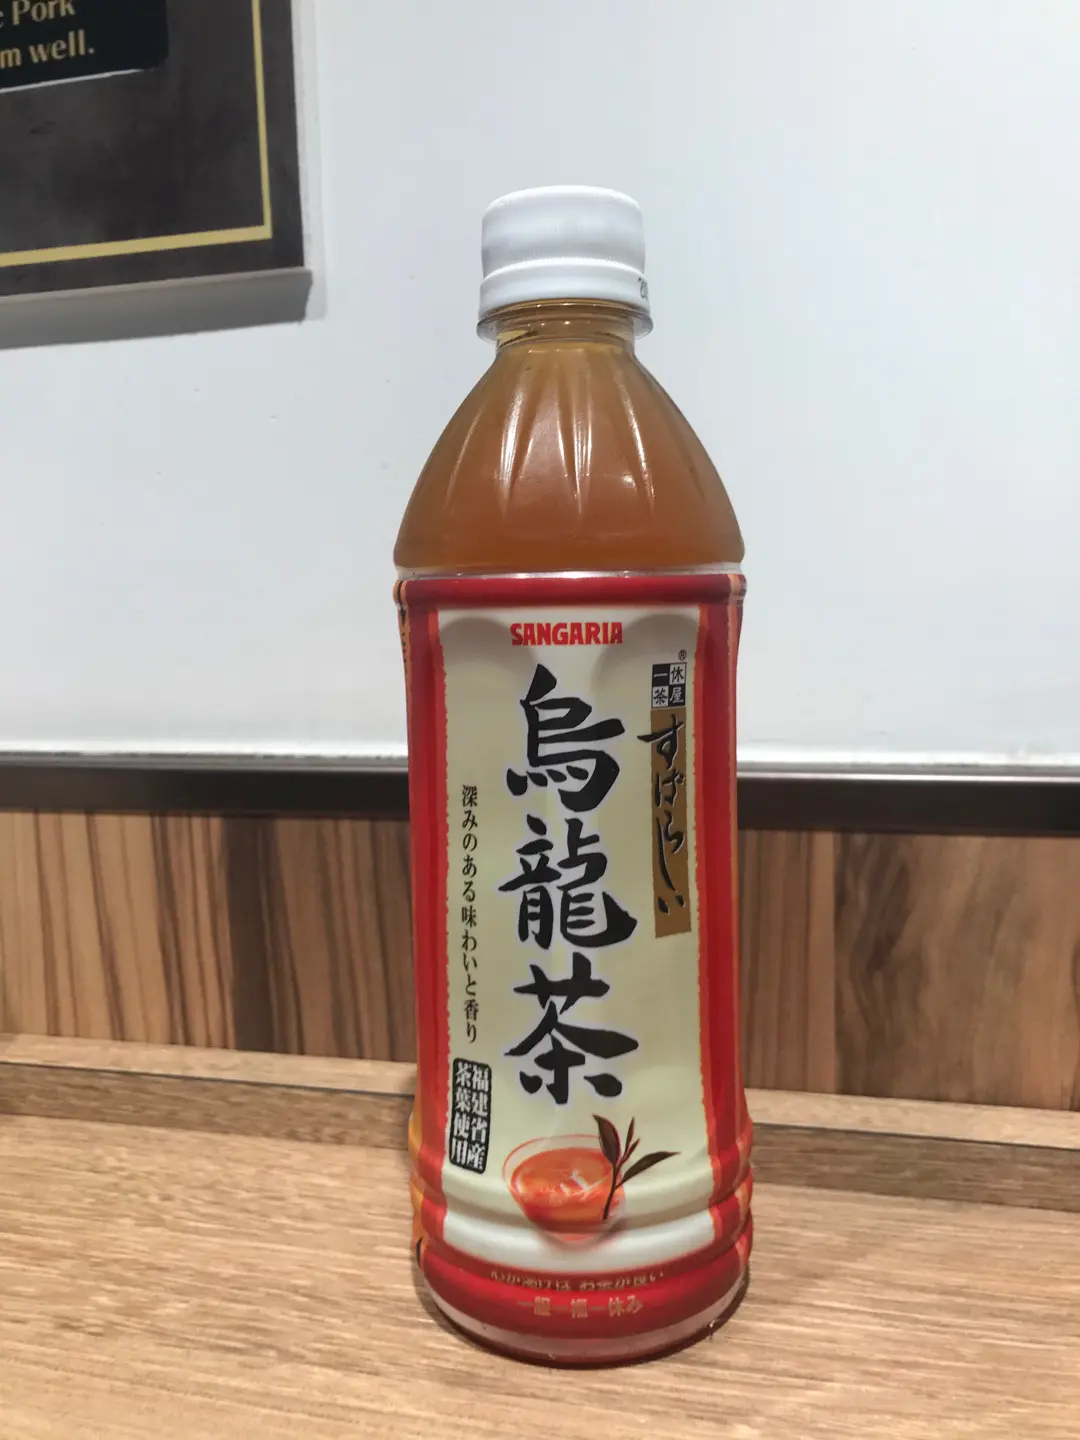 Pork
m well.
SANGARIA
®
一休
茶屋
すばらしい
烏龍茶
深みのある味わいと香り
福建省産
茶葉使用
一服一福一休み